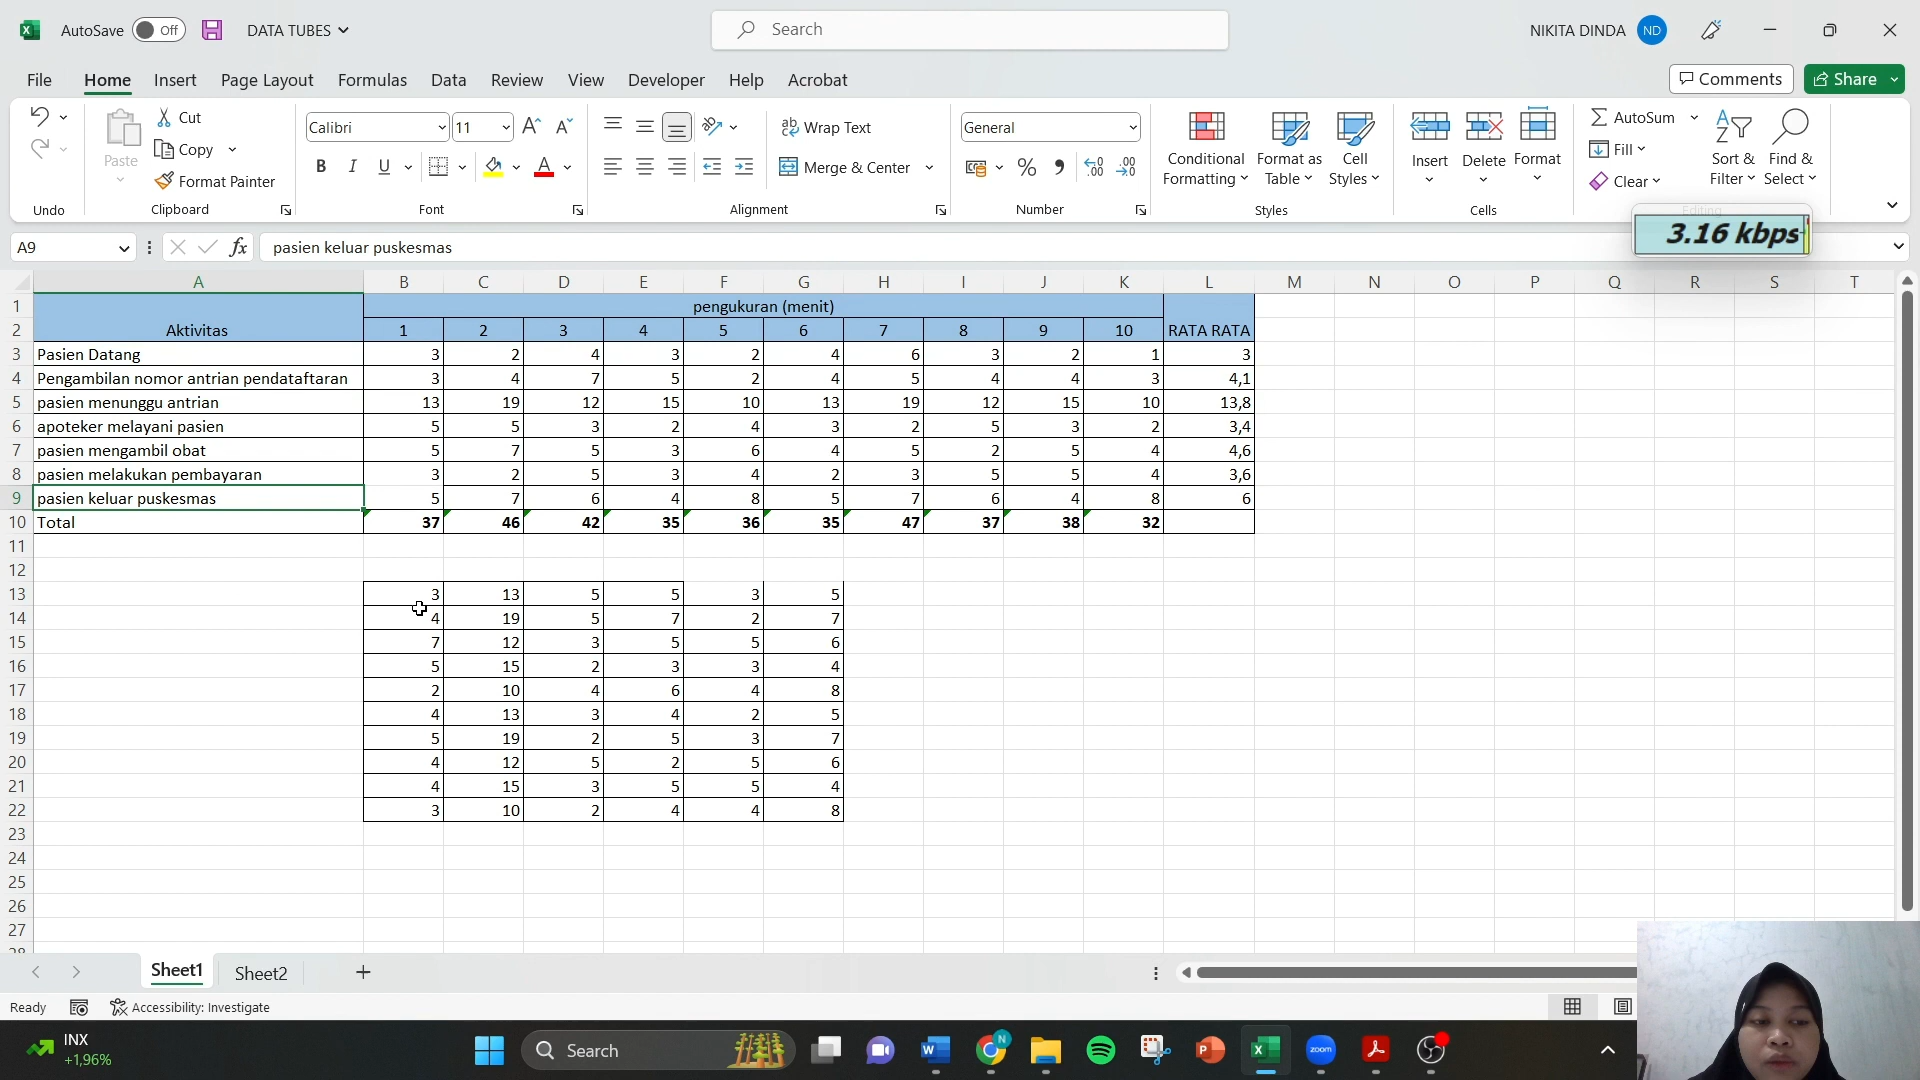 AutoSave Off DATA TUBES Search NIKITA DINDA ND
File Home Insert Page Layout Formulas Data Review View Developer Help Acrobat Comments Share
Cut Calibri 11 Wrap Text General AutoSum
Paste Copy Conditional Format as Cell Insert Delete Format Fill Sort & Find &
Format Painter Merge & Center Formatting Table Styles Clear Filter Select
Undo Clipboard Font Alignment Number Styles Cells Editing
3.16 kbps
A9 fx pasien keluar puskesmas
A B C D E F G H I J K L M N O P Q R S T
1 pengukuran (menit)
2 Aktivitas 1 2 3 4 5 6 7 8 9 10 RATA RATA
3 Pasien Datang 3 2 4 3 2 4 6 3 2 1 3
4 Pengambilan nomor antrian pendataftaran 3 4 7 5 2 4 5 4 4 3 4,1
5 pasien menunggu antrian 13 19 12 15 10 13 19 12 15 10 13,8
6 apoteker melayani pasien 5 5 3 2 4 3 2 5 3 2 3,4
7 pasien mengambil obat 5 7 5 3 6 4 5 2 5 4 4,6
8 pasien melakukan pembayaran 3 2 5 3 4 2 3 5 5 4 3,6
9 pasien keluar puskesmas 5 7 6 4 8 5 7 6 4 8 6
10 Total 37 46 42 35 36 35 47 37 38 32
11
12
13 3 13 5 5 3 5
14 4 19 5 7 2 7
15 7 12 3 5 5 6
16 5 15 2 3 3 4
17 2 10 4 6 4 8
18 4 13 3 4 2 5
19 5 19 2 5 3 7
20 4 12 5 2 5 6
21 4 15 3 5 5 4
22 3 10 2 4 4 8
23
24
25
26
27
28
Sheet1 Sheet2
Ready Accessibility: Investigate
INX
+1,96%
Search
N
zoom